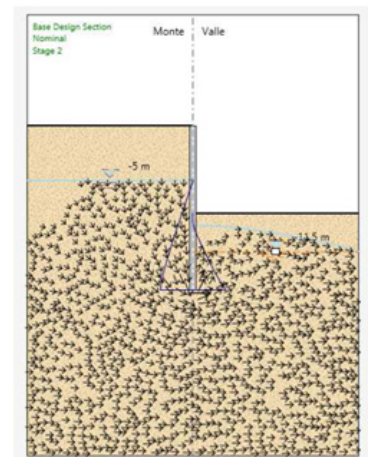 Base Design Section
Nominal
Stage 2
Monte Valle
-5 m
-11.5 m